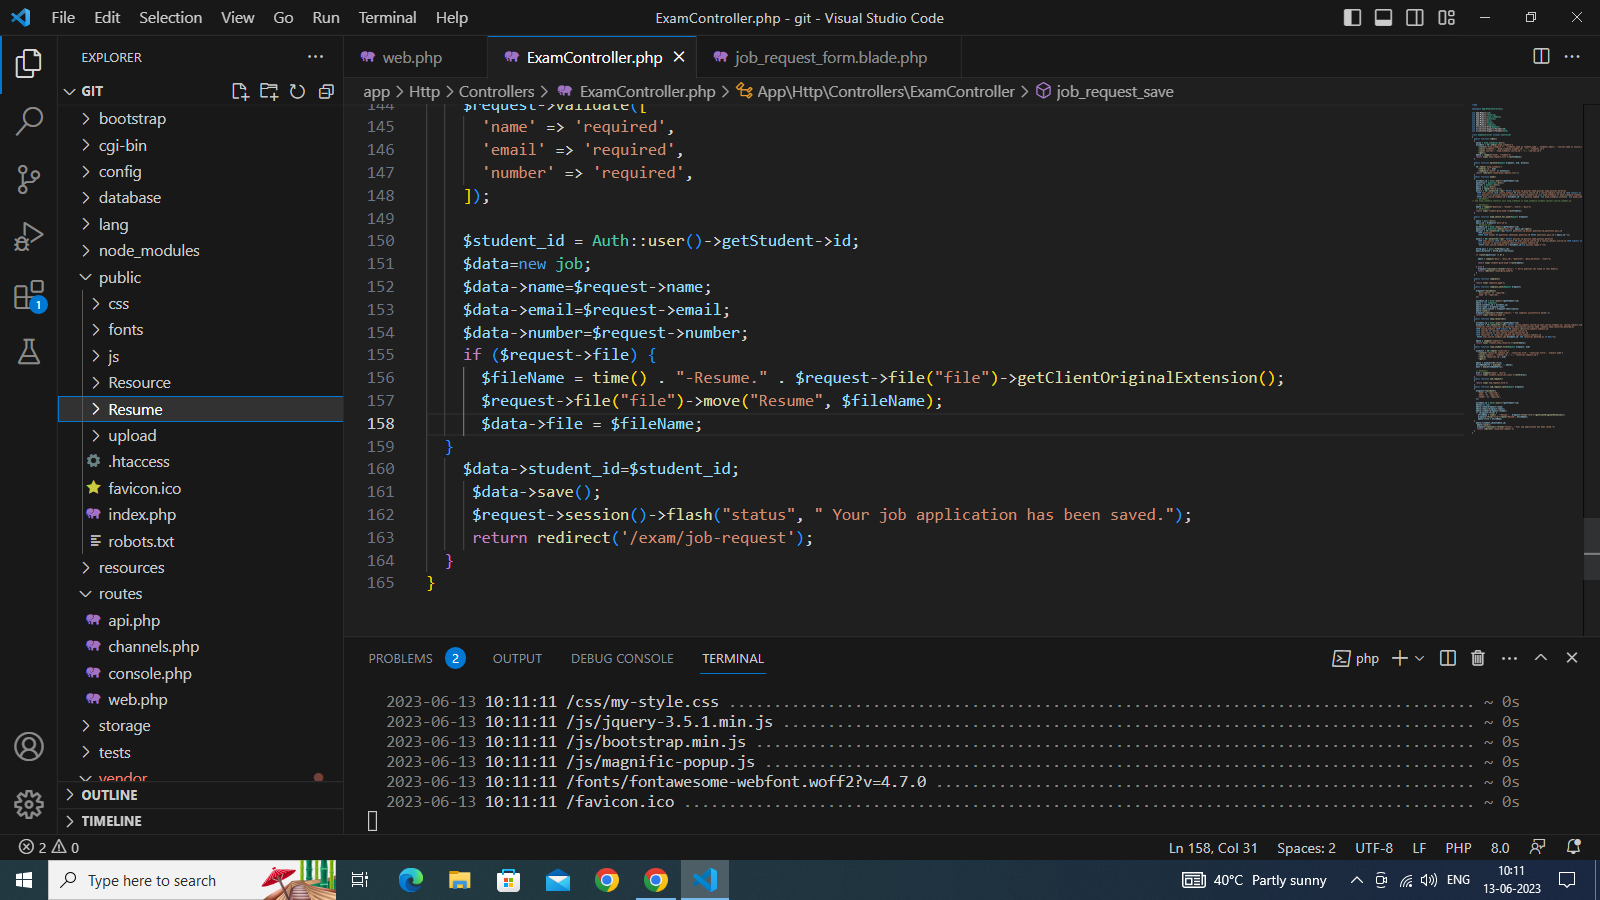 File Edit Selection View Go Run Terminal Help
ExamController.php - git - Visual Studio Code
EXPLORER
web.php
ExamController.php
job_request_form.blade.php
GIT
app > Http > Controllers > ExamController.php > App\Http\Controllers\ExamController > job_request_save
bootstrap
cgi-bin
config
database
lang
node_modules
public
css
fonts
js
Resource
Resume
upload
.htaccess
favicon.ico
index.php
robots.txt
resources
routes
api.php
channels.php
console.php
web.php
storage
tests
vendor
OUTLINE
TIMELINE
1
144 $request->validate([
145 'name' => 'required',
146 'email' => 'required',
147 'number' => 'required',
148 ]);
149
150 $student_id = Auth::user()->getStudent->id;
151 $data=new job;
152 $data->name=$request->name;
153 $data->email=$request->email;
154 $data->number=$request->number;
155 if ($request->file) {
156 $fileName = time() . "-Resume." . $request->file("file")->getClientOriginalExtension();
157 $request->file("file")->move("Resume", $fileName);
158 $data->file = $fileName;
159 }
160 $data->student_id=$student_id;
161 $data->save();
162 $request->session()->flash("status", " Your job application has been saved.");
163 return redirect('/exam/job-request');
164 }
165 }
PROBLEMS 2 OUTPUT DEBUG CONSOLE TERMINAL
php
2023-06-13 10:11:11 /css/my-style.css ~ 0s
2023-06-13 10:11:11 /js/jquery-3.5.1.min.js ~ 0s
2023-06-13 10:11:11 /js/bootstrap.min.js ~ 0s
2023-06-13 10:11:11 /js/magnific-popup.js ~ 0s
2023-06-13 10:11:11 /fonts/fontawesome-webfont.woff2?v=4.7.0 ~ 0s
2023-06-13 10:11:11 /favicon.ico ~ 0s
2 0
Ln 158, Col 31 Spaces: 2 UTF-8 LF PHP 8.0
Type here to search
40°C Partly sunny
ENG
10:11
13-06-2023